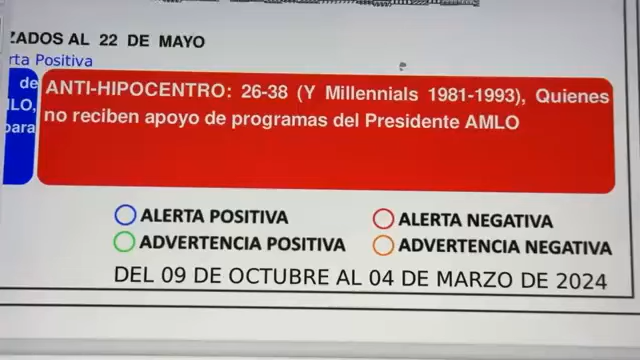 ZADOS AL 22 DE MAYO
rta Positiva
de
MLO,
para
ANTI-HIPOCENTRO: 26-38 (Y Millennials 1981-1993), Quienes
no reciben apoyo de programas del Presidente AMLO
ALERTA POSITIVA
ALERTA NEGATIVA
ADVERTENCIA POSITIVA
ADVERTENCIA NEGATIVA
DEL 09 DE OCTUBRE AL 04 DE MARZO DE 2024